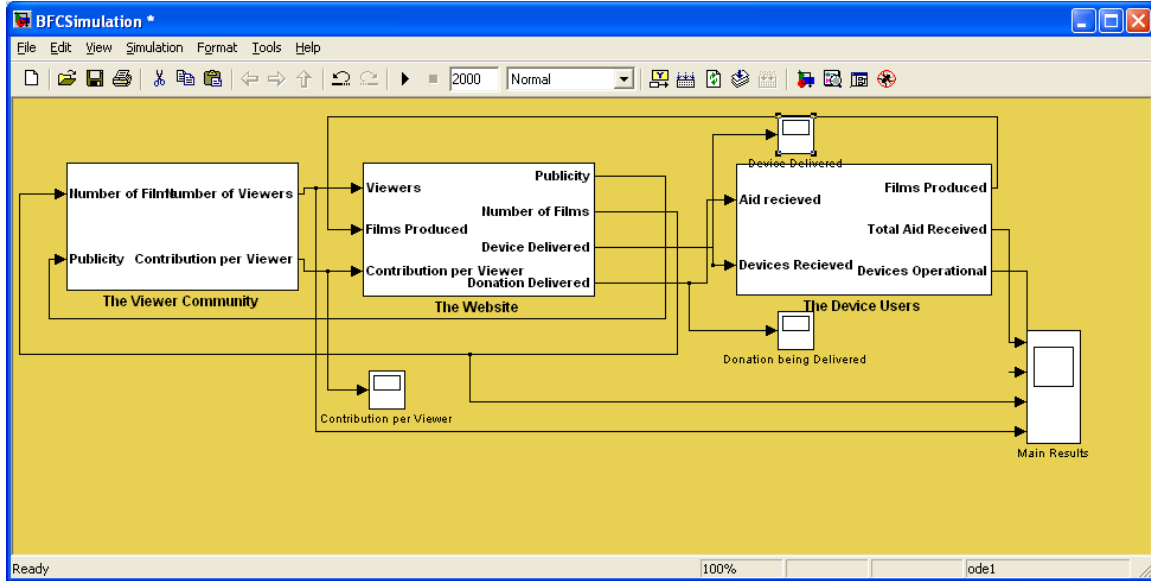 BFCSimulation *
File Edit View Simulation Format Tools Help
2000 Normal
Device Delivered
Number of Films Number of Viewers
Publicity Contribution per Viewer
The Viewer Community
Viewers
Films Produced
Contribution per Viewer
Publicity
Number of Films
Device Delivered
Donation Delivered
The Website
Aid recieved
Devices Recieved
Films Produced
Total Aid Received
Devices Operational
The Device Users
Donation being Delivered
Contribution per Viewer
Main Results
Ready 100% ode1